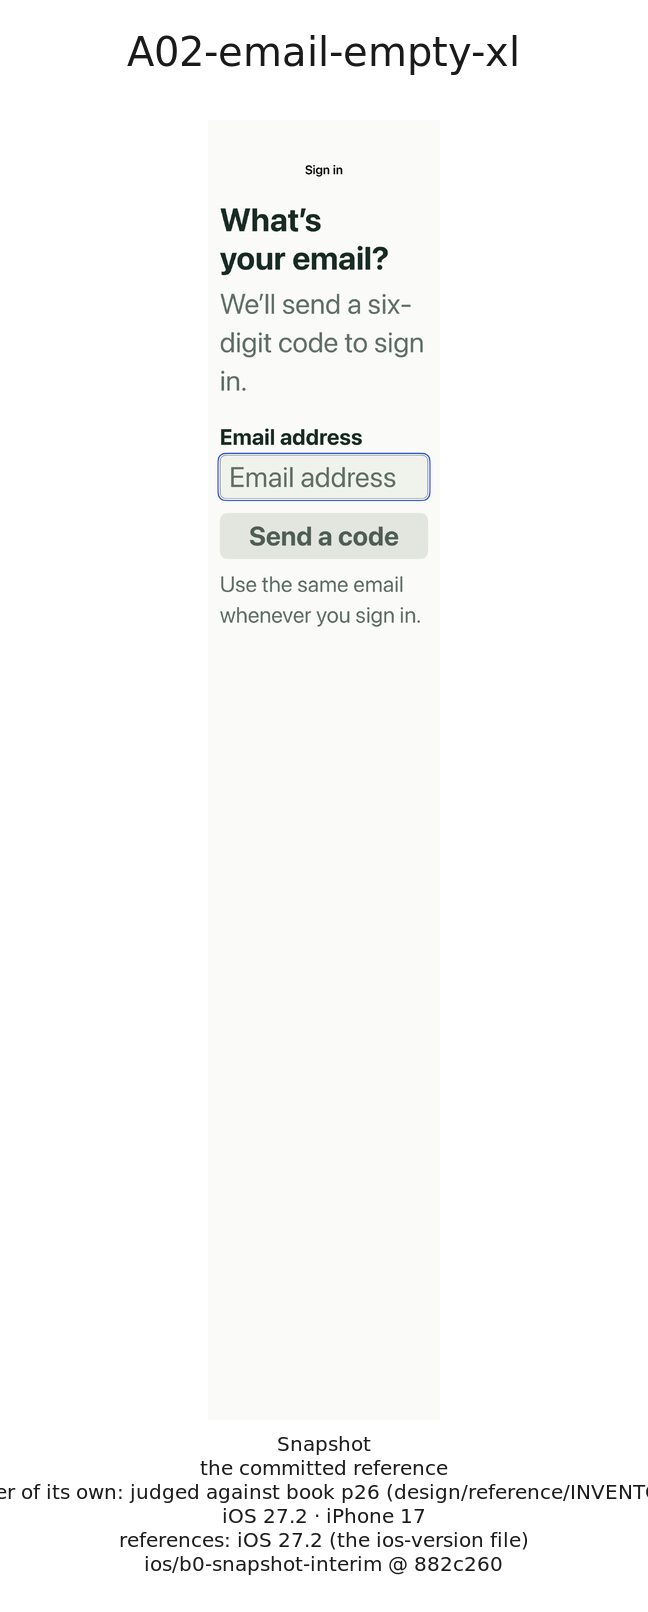 A02-email-empty-xl
Sign in
What’s
your email?
We’ll send a six-
digit code to sign
in.
Email address
Email address
Send a code
Use the same email
whenever you sign in.
Snapshot
the committed reference
of its own: judged against book p26 (design/reference/
iOS 27.2 · iPhone 17
references: iOS 27.2 (the ios-version file)
ios/b0-snapshot-interim @ 882c260